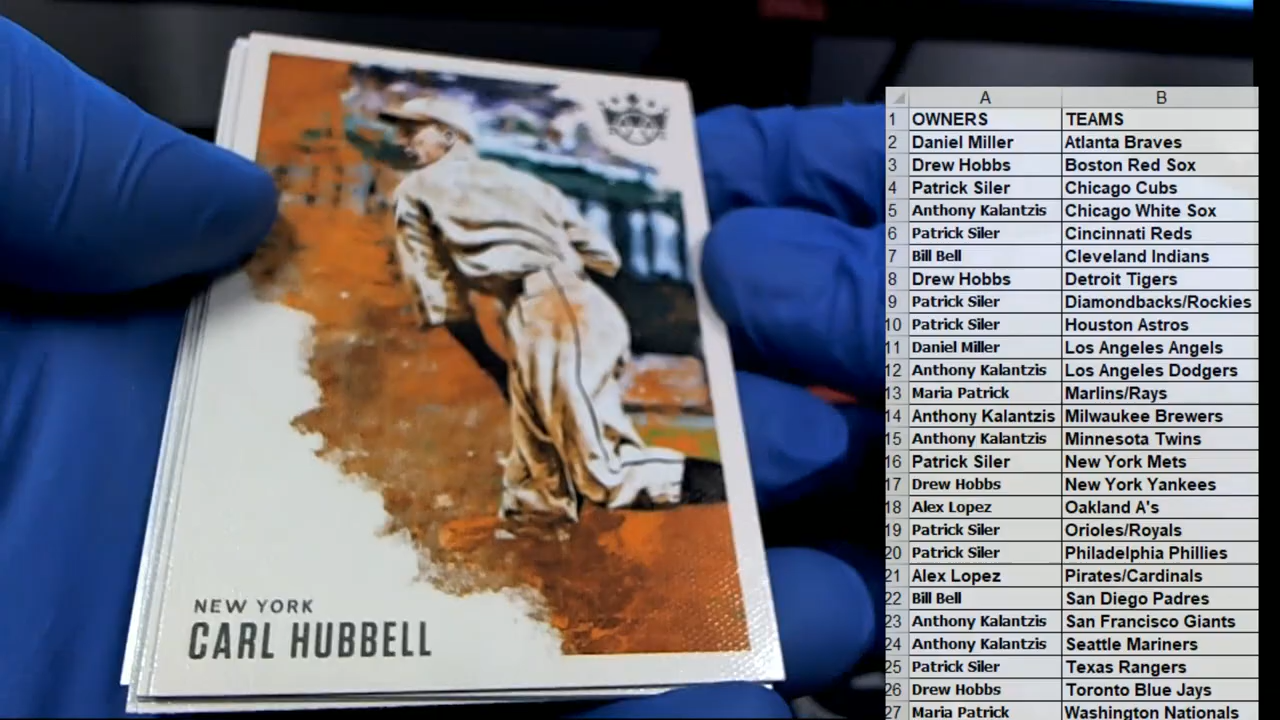 NEW YORK
CARL HUBBELL
A B
1 OWNERS TEAMS
2 Daniel Miller Atlanta Braves
3 Drew Hobbs Boston Red Sox
4 Patrick Siler Chicago Cubs
5 Anthony Kalantzis Chicago White Sox
6 Patrick Siler Cincinnati Reds
7 Bill Bell Cleveland Indians
8 Drew Hobbs Detroit Tigers
9 Patrick Siler Diamondbacks/Rockies
10 Patrick Siler Houston Astros
11 Daniel Miller Los Angeles Angels
12 Anthony Kalantzis Los Angeles Dodgers
13 Maria Patrick Marlins/Rays
14 Anthony Kalantzis Milwaukee Brewers
15 Anthony Kalantzis Minnesota Twins
16 Patrick Siler New York Mets
17 Drew Hobbs New York Yankees
18 Alex Lopez Oakland A's
19 Patrick Siler Orioles/Royals
20 Patrick Siler Philadelphia Phillies
21 Alex Lopez Pirates/Cardinals
22 Bill Bell San Diego Padres
23 Anthony Kalantzis San Francisco Giants
24 Anthony Kalantzis Seattle Mariners
25 Patrick Siler Texas Rangers
26 Drew Hobbs Toronto Blue Jays
27 Maria Patrick Washington Nationals